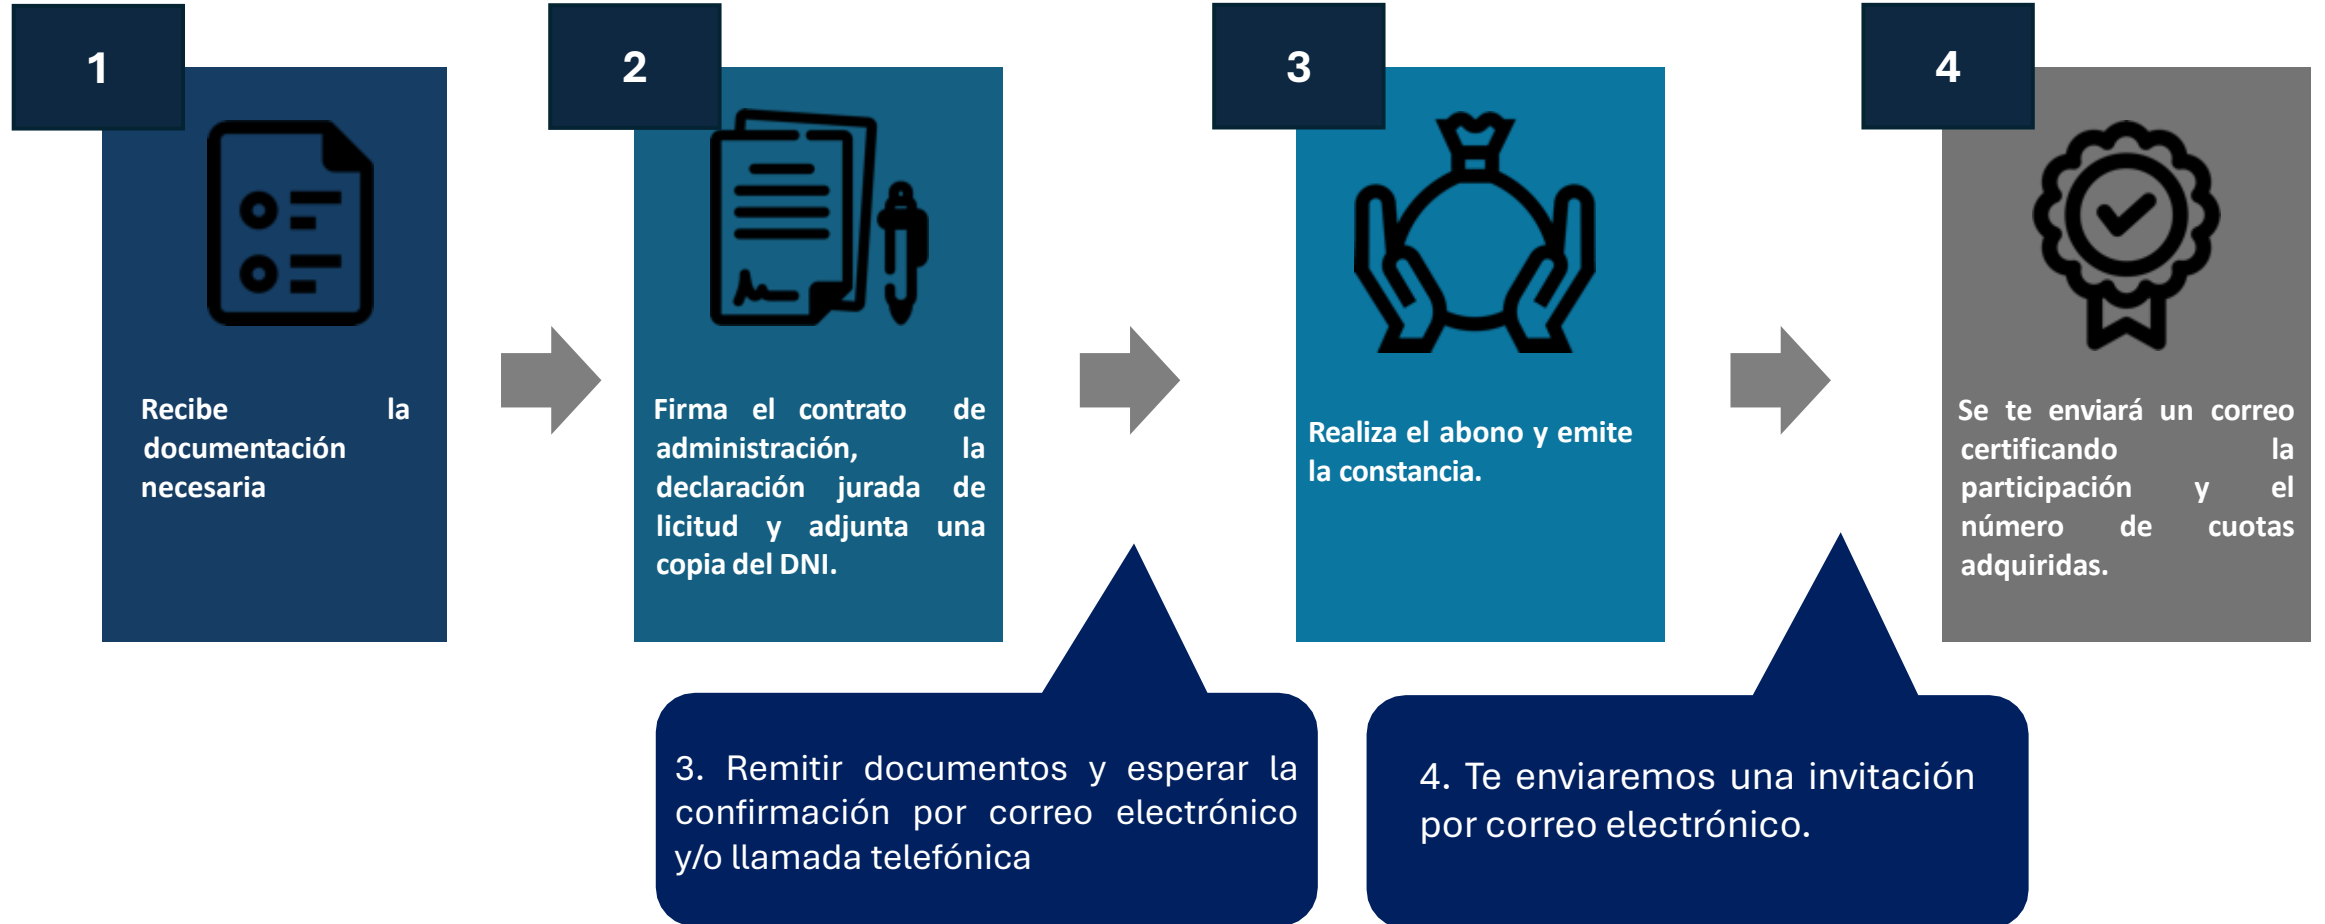 1
Recibe la
documentación
necesaria
2
Firma el contrato de
administración, la
declaración jurada de
licitud y adjunta una
copia del DNI.
3
Realiza el abono y emite
la constancia.
4
Se te enviará un correo
certificando la
participación y el
número de cuotas
adquiridas.
3. Remitir documentos y esperar la
confirmación por correo electrónico
y/o llamada telefónica
4. Te enviaremos una invitación
por correo electrónico.